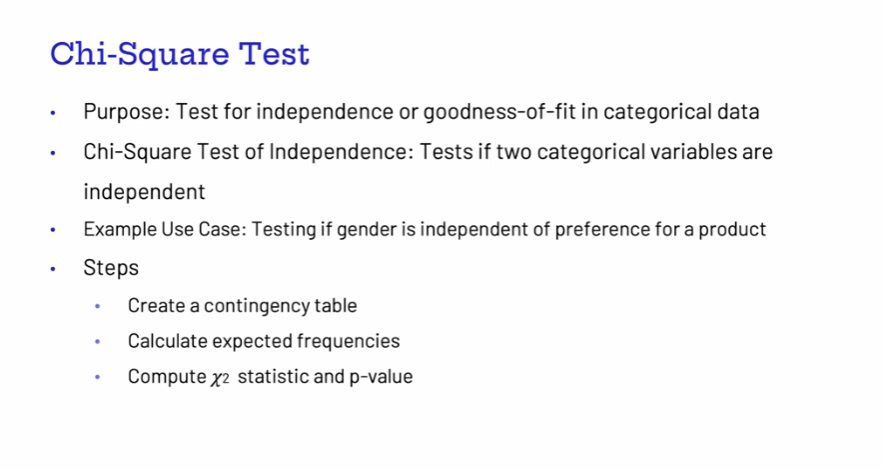 Chi-Square Test
• Purpose: Test for independence or goodness-of-fit in categorical data
• Chi-Square Test of Independence: Tests if two categorical variables are
independent
• Example Use Case: Testing if gender is independent of preference for a product
• Steps
• Create a contingency table
• Calculate expected frequencies
• Compute χ2 statistic and p-value